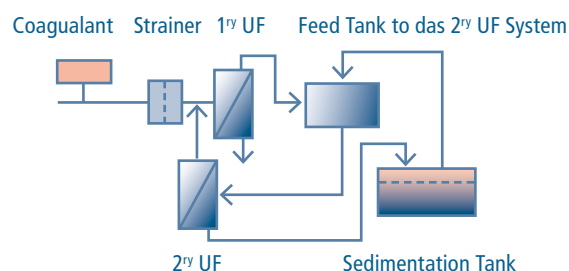 Coagualant Strainer 1ʳʸ UF Feed Tank to das 2ʳʸ UF System
2ʳʸ UF Sedimentation Tank